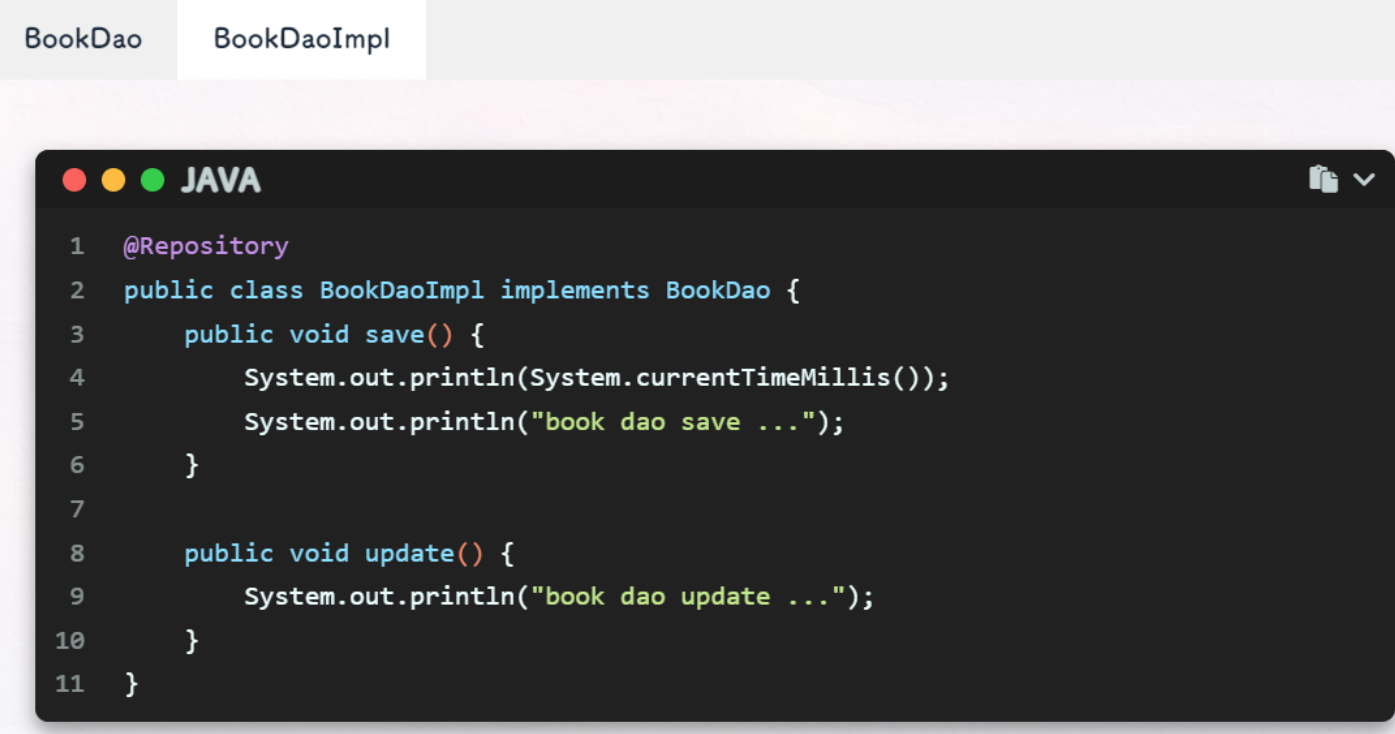 BookDao BookDaoImpl
JAVA
1 @Repository
2 public class BookDaoImpl implements BookDao {
3     public void save() {
4         System.out.println(System.currentTimeMillis());
5         System.out.println("book dao save ...");
6     }
7
8     public void update() {
9         System.out.println("book dao update ...");
10     }
11 }